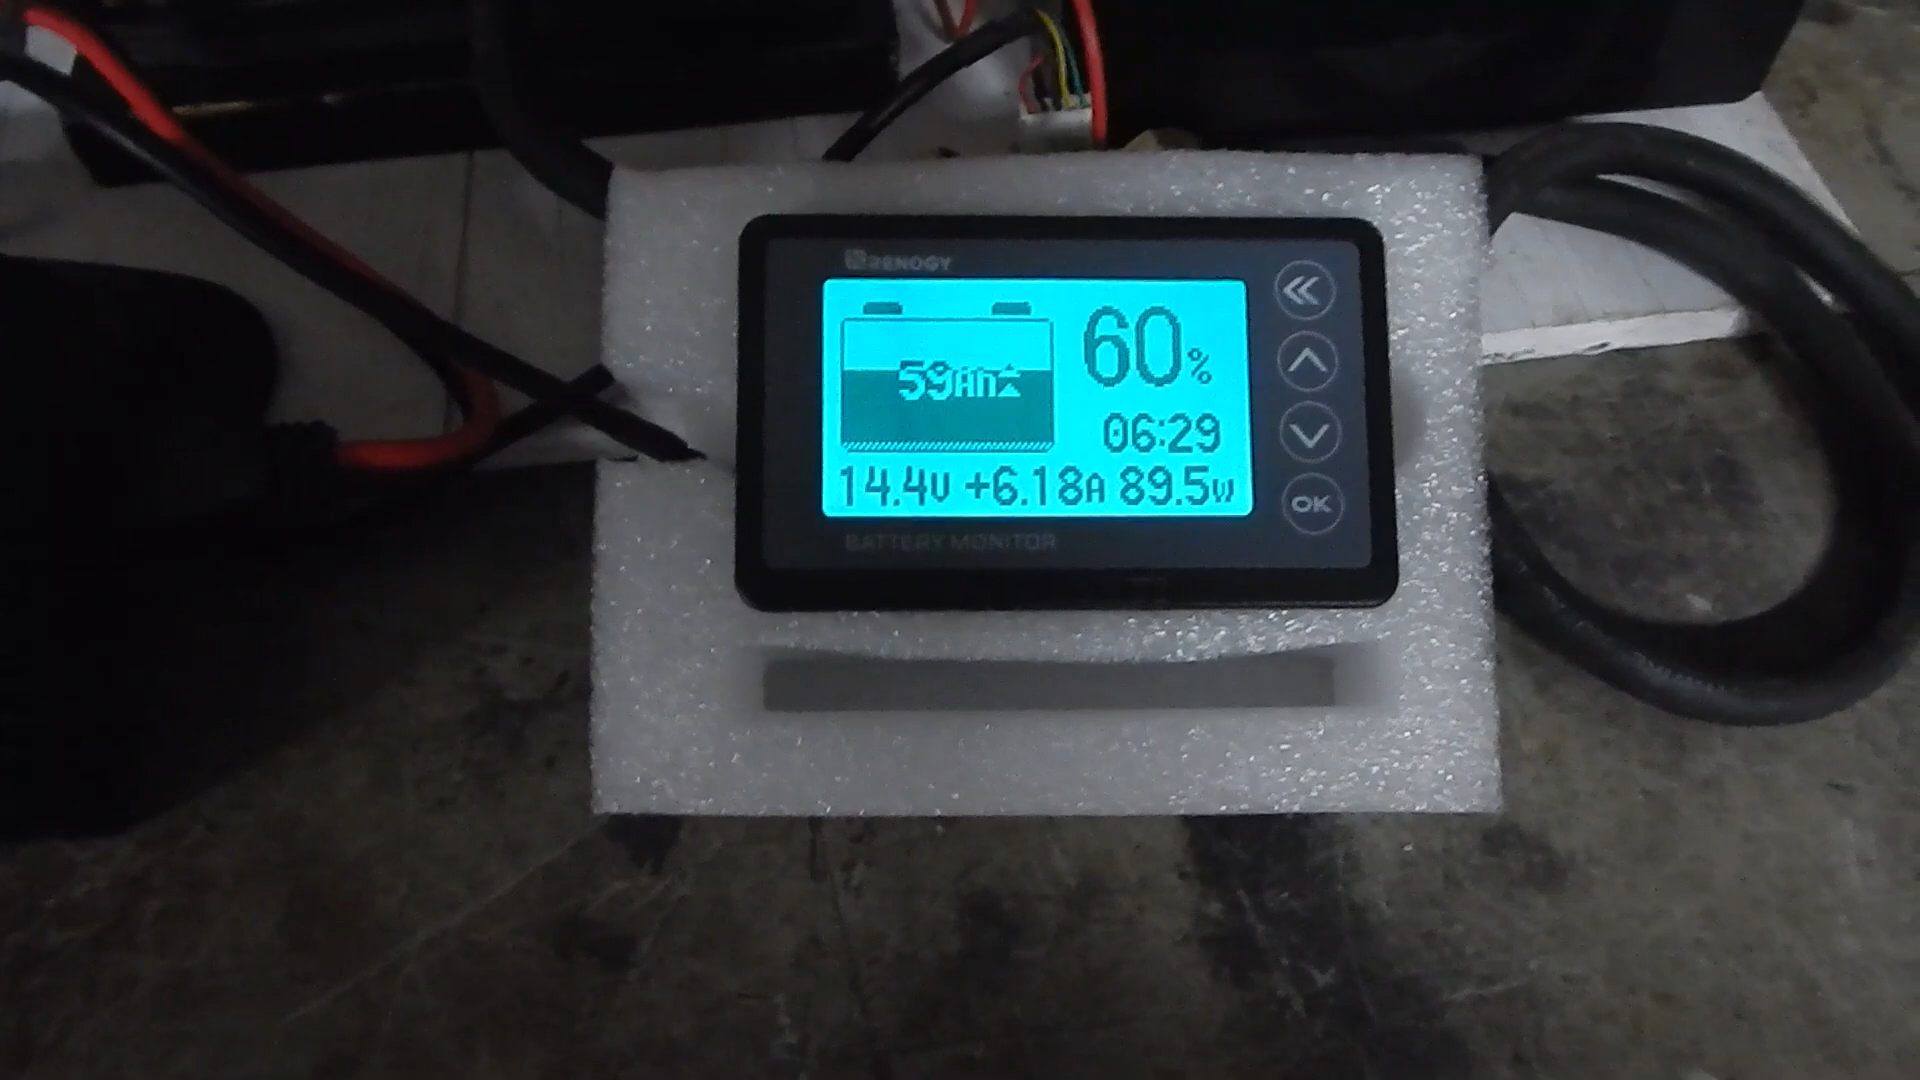 RENOGY
59Ah
60%
06:29
14.4V +6.18A 89.5W
BATTERY MONITOR
OK